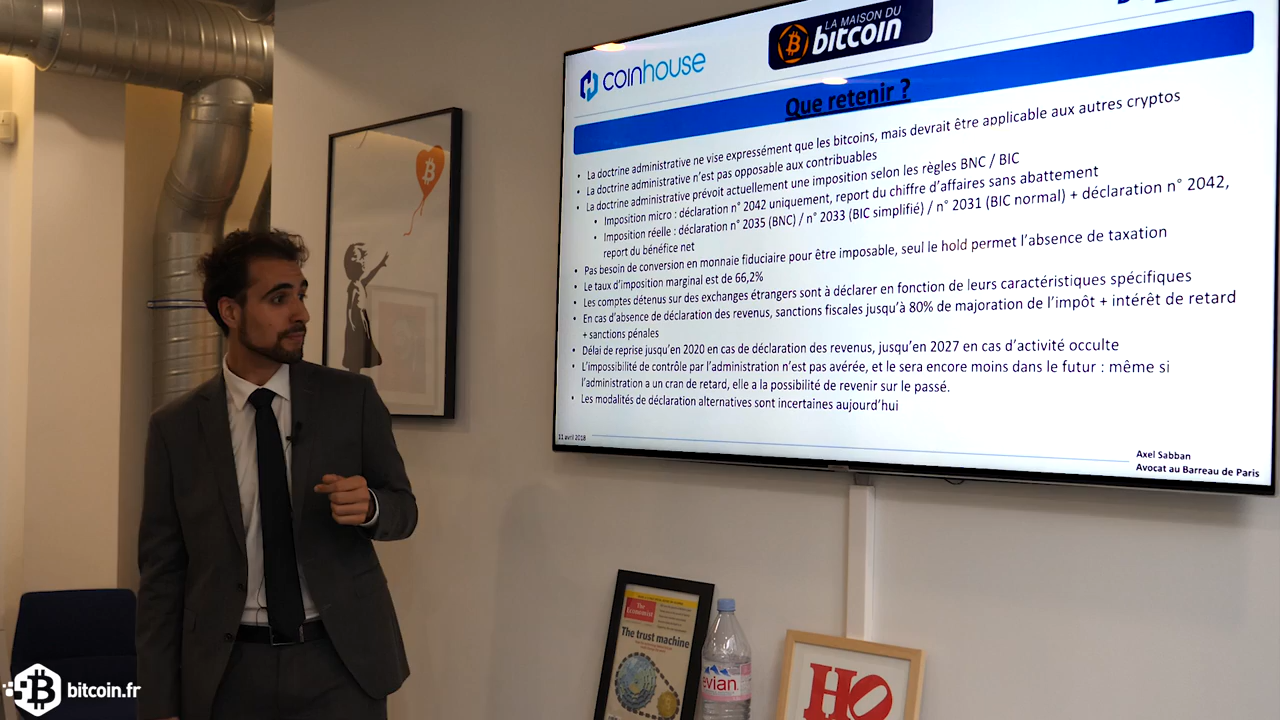 LA MAISON DU
bitcoin
coinhouse
Que retenir ?
• La doctrine administrative ne vise expressément que les bitcoins, mais devrait être applicable aux autres cryptos
• La doctrine administrative n'est pas opposable aux contribuables
• La doctrine administrative prévoit actuellement une imposition selon les règles BNC / BIC
• Imposition micro : déclaration n° 2042 uniquement, report du chiffre d'affaires sans abattement
• Imposition réelle : déclaration n° 2035 (BNC) / n° 2033 (BIC simplifié) / n° 2031 (BIC normal) + déclaration n° 2042,
report du bénéfice net
• Pas besoin de conversion en monnaie fiduciaire pour être imposable, seul le hold permet l'absence de taxation
• Le taux d'imposition marginal est de 66,2%
• Les comptes détenus sur des exchanges étrangers sont à déclarer en fonction de leurs caractéristiques spécifiques
• En cas d'absence de déclaration des revenus, sanctions fiscales jusqu'à 80% de majoration de l'impôt + intérêt de retard
+ sanctions pénales
• Délai de reprise jusqu'en 2020 en cas de déclaration des revenus, jusqu'en 2027 en cas d'activité occulte
• L'impossibilité de contrôle par l'administration n'est pas avérée, et le sera encore moins dans le futur : même si
l'administration a un cran de retard, elle a la possibilité de revenir sur le passé.
• Les modalités de déclaration alternatives sont incertaines aujourd'hui
11 avril 2018
Axel Sabban
Avocat au Barreau de Paris
The
Economist
The trust machine
evian
HO
bitcoin.fr